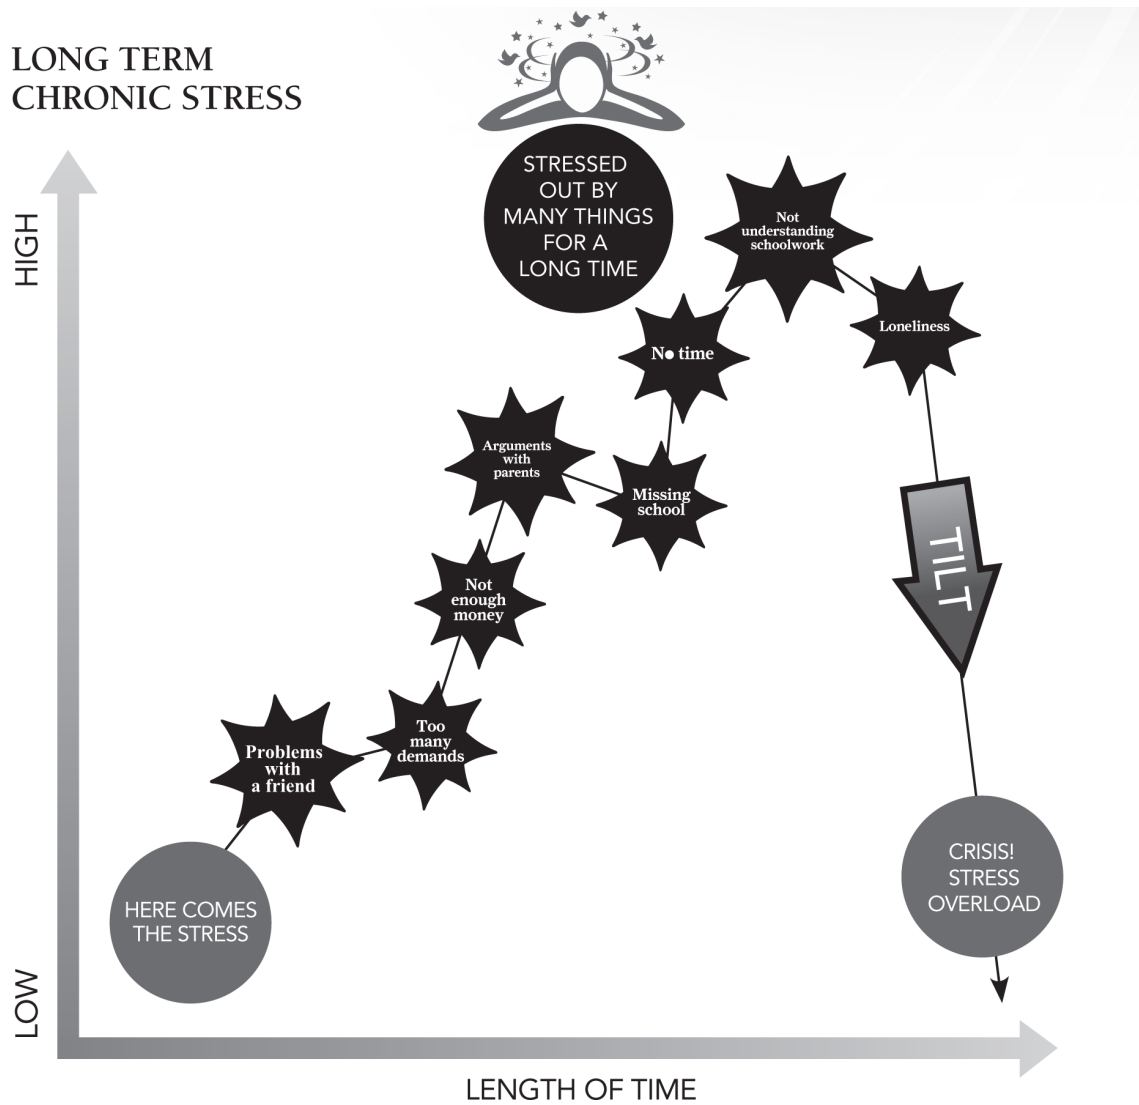 LONG TERM
CHRONIC STRESS
STRESSED
OUT BY
MANY THINGS
FOR A
LONG TIME
HIGH
Not
understanding
schoolwork
Loneliness
No time
Arguments
with
parents
Missing
school
TILT
Not
enough
money
Too
many
demands
Problems
with
a friend
HERE COMES
THE STRESS
CRISIS!
STRESS
OVERLOAD
LOW
LENGTH OF TIME